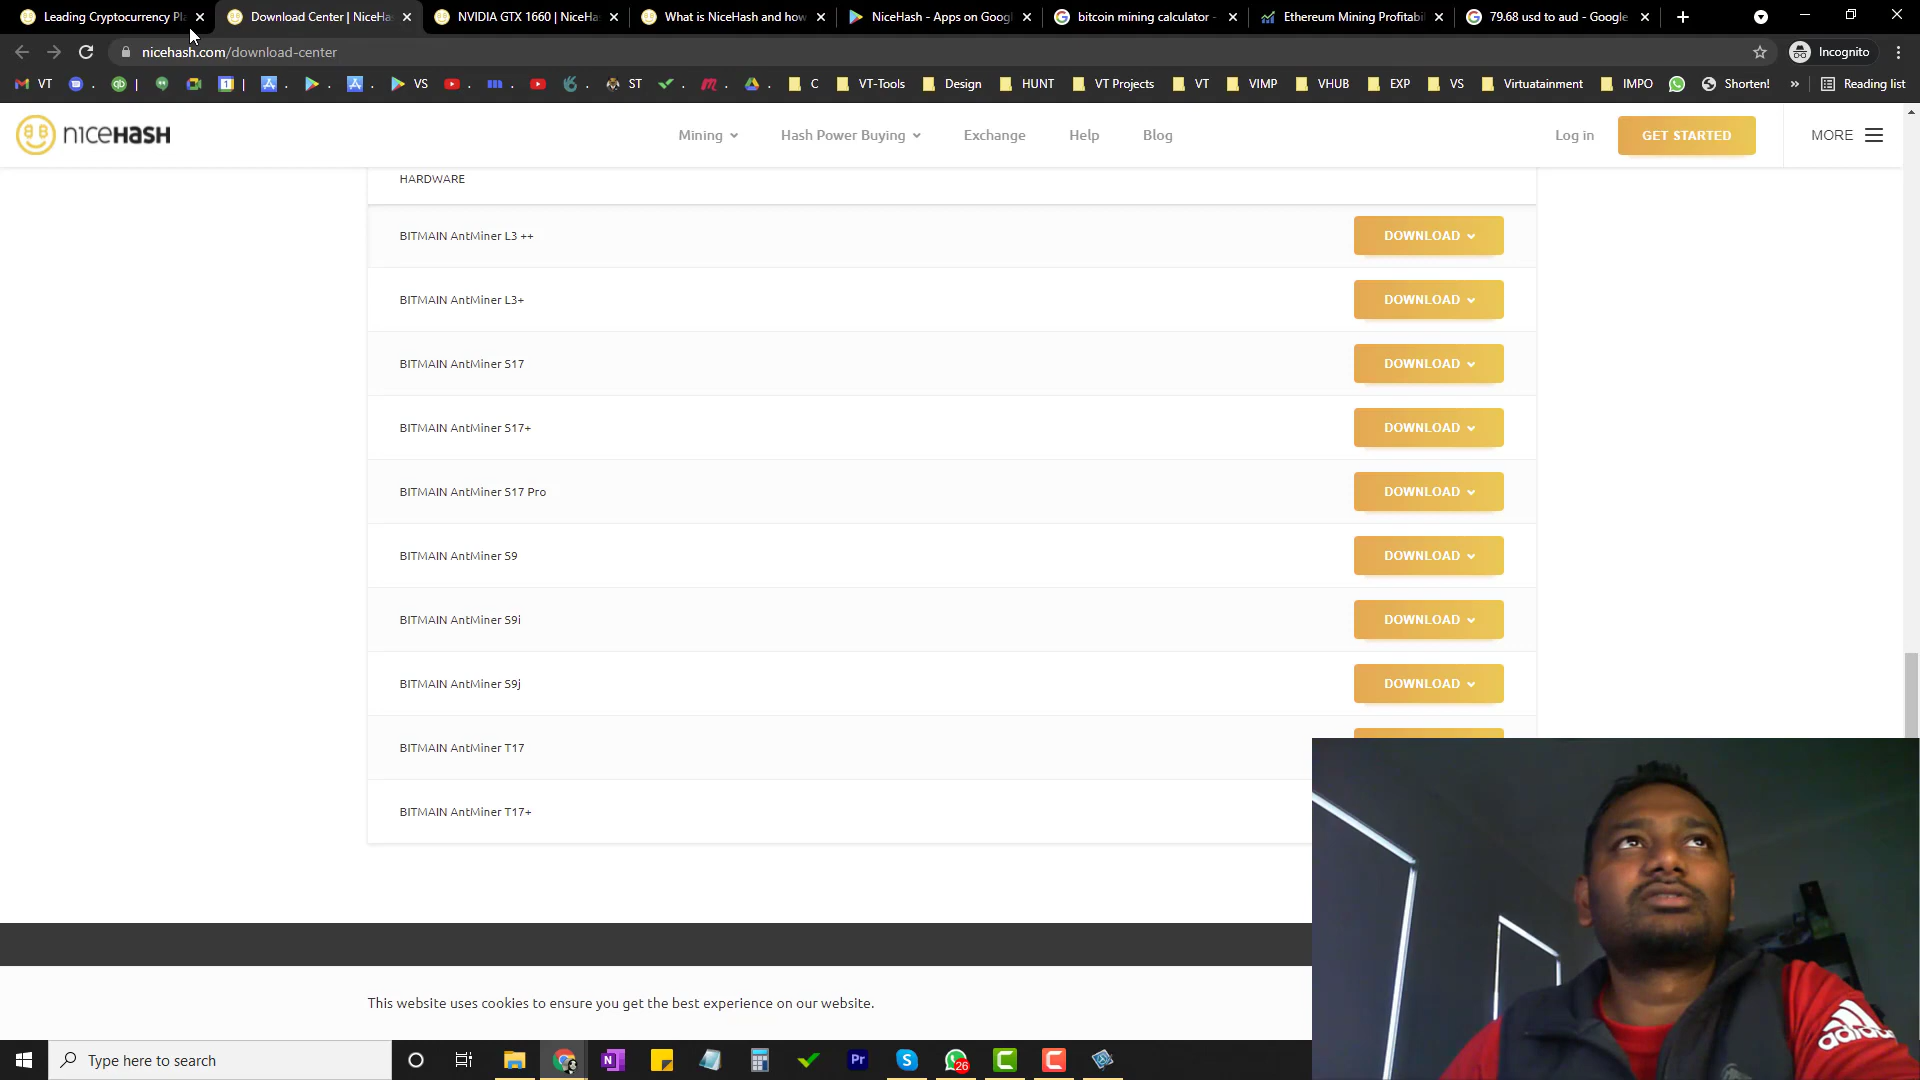 Leading Cryptocurrency Pla
Download Center | NiceHa
NVIDIA GTX 1660 | NiceHa
What is NiceHash and how
NiceHash - Apps on Googl
bitcoin mining calculator -
Ethereum Mining Profitabil
79.68 usd to aud - Google
nicehash.com/download-center
Incognito
VT
VS
ST
C
VT-Tools
Design
HUNT
VT Projects
VT
VIMP
VHUB
EXP
VS
Virtuatainment
IMPO
Shorten!
Reading list
NICEHASH
Mining
Hash Power Buying
Exchange
Help
Blog
Log in
GET STARTED
MORE
HARDWARE
BITMAIN AntMiner L3 ++ DOWNLOAD
BITMAIN AntMiner L3+ DOWNLOAD
BITMAIN AntMiner S17 DOWNLOAD
BITMAIN AntMiner S17+ DOWNLOAD
BITMAIN AntMiner S17 Pro DOWNLOAD
BITMAIN AntMiner S9 DOWNLOAD
BITMAIN AntMiner S9i DOWNLOAD
BITMAIN AntMiner S9j DOWNLOAD
BITMAIN AntMiner T17
BITMAIN AntMiner T17+
This website uses cookies to ensure you get the best experience on our website.
adidas
Type here to search
N
Pr
S
26
C
C